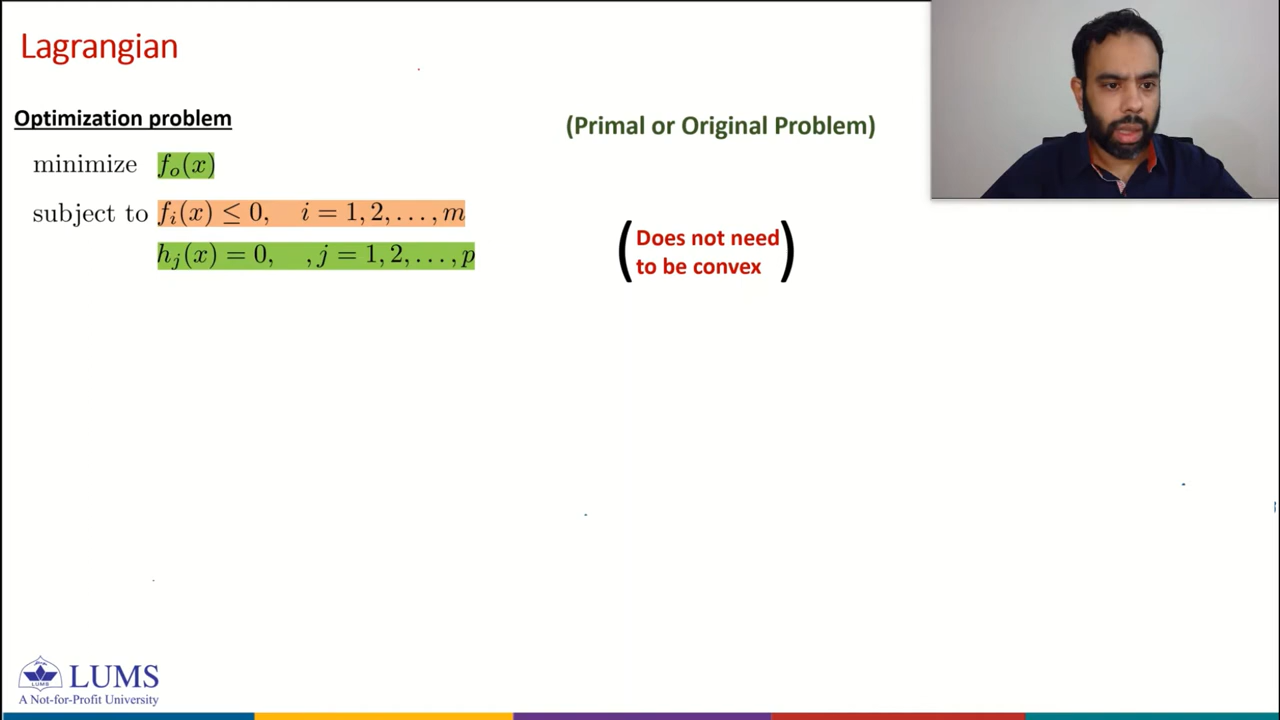 Lagrangian
Optimization problem
(Primal or Original Problem)
minimize f_o(x)
subject to f_i(x) ≤ 0, i = 1, 2, . . . , m
h_j(x) = 0, , j = 1, 2, . . . , p
(Does not need
to be convex)
LUMS
LUMS
A Not-for-Profit University